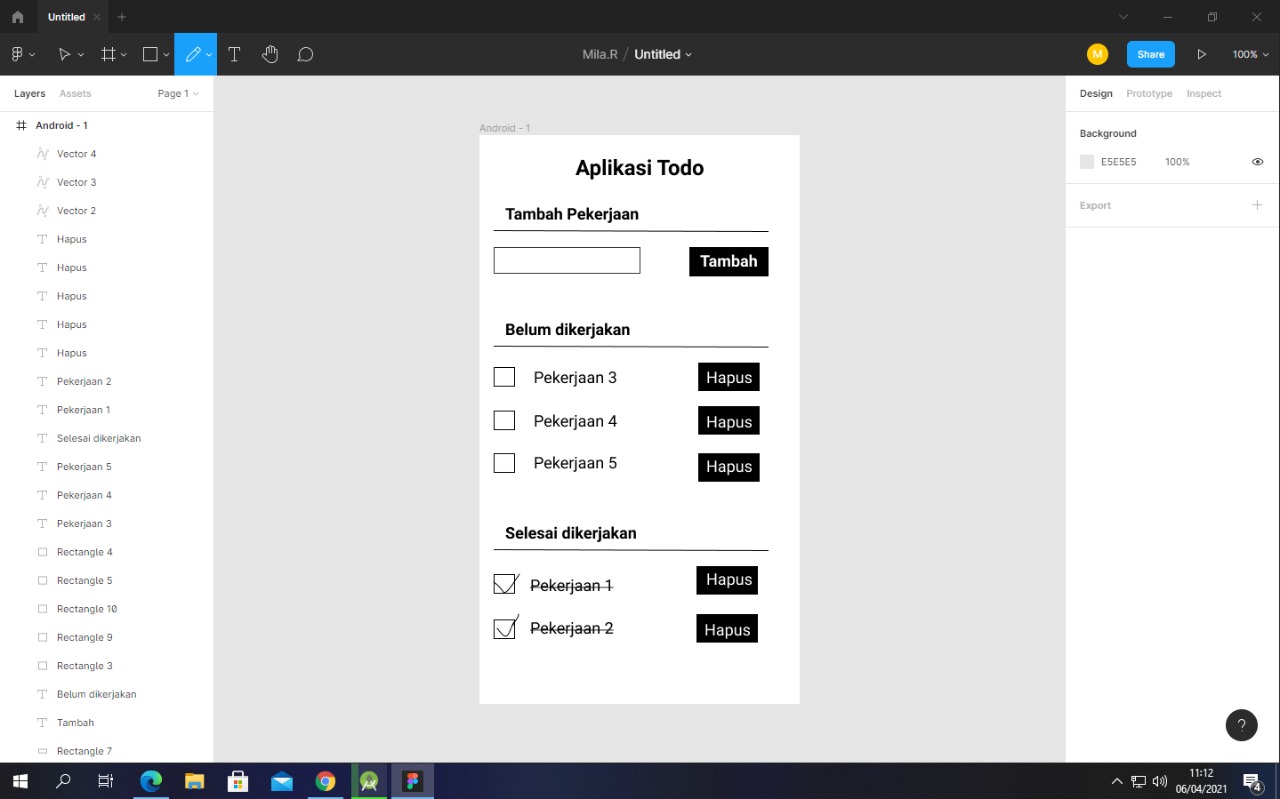 Untitled
Mila.R / Untitled
M
Share
100%
Layers
Assets
Page 1
Android - 1
Vector 4
Vector 3
Vector 2
Hapus
Hapus
Hapus
Hapus
Hapus
Pekerjaan 2
Pekerjaan 1
Selesai dikerjakan
Pekerjaan 5
Pekerjaan 4
Pekerjaan 3
Rectangle 4
Rectangle 5
Rectangle 10
Rectangle 9
Rectangle 3
Belum dikerjakan
Tambah
Rectangle 7
Android - 1
Aplikasi Todo
Tambah Pekerjaan
Tambah
Belum dikerjakan
Pekerjaan 3 Hapus
Pekerjaan 4 Hapus
Pekerjaan 5 Hapus
Selesai dikerjakan
Pekerjaan 1 Hapus
Pekerjaan 2 Hapus
Design Prototype Inspect
Background
E5E5E5 100%
Export
?
11:12
06/04/2021
4